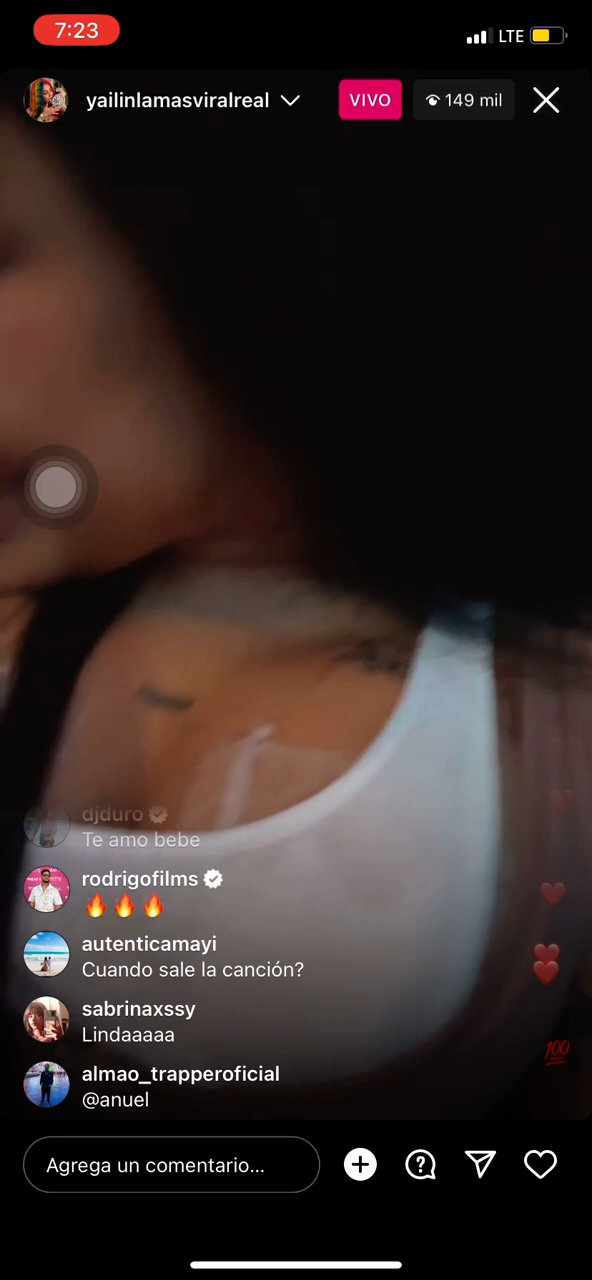 7:23
LTE
yailinlamasviralreal
VIVO
149 mil
djduro
Te amo bebe
rodrigofilms
🔥🔥🔥
autenticamayi
Cuando sale la canción?
sabrinaxssy
Lindaaaaa
almao_trapperoficial
@anuel
💯
Agrega un comentario...